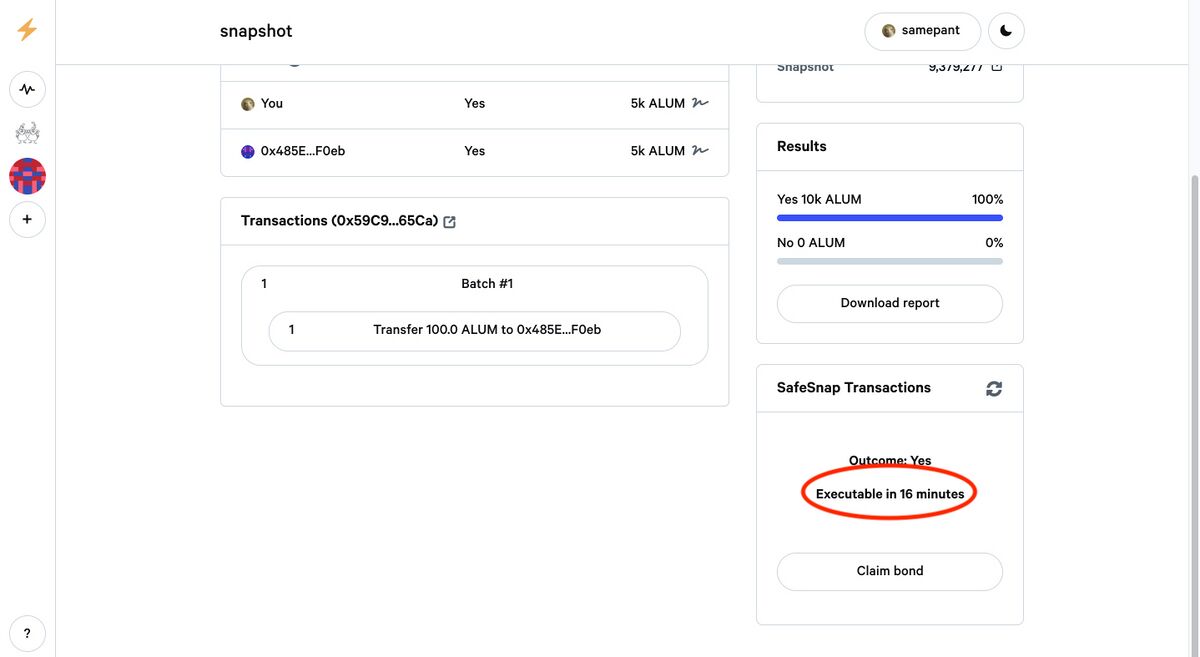 snapshot
samepant
Snapshot 9,379,277
You Yes 5k ALUM
0x485E...F0eb Yes 5k ALUM
Transactions (0x59C9...65Ca)
1 Batch #1
1 Transfer 100.0 ALUM to 0x485E...F0eb
Results
Yes 10k ALUM 100%
No 0 ALUM 0%
Download report
SafeSnap Transactions
Outcome: Yes
Executable in 16 minutes
Claim bond
+
?